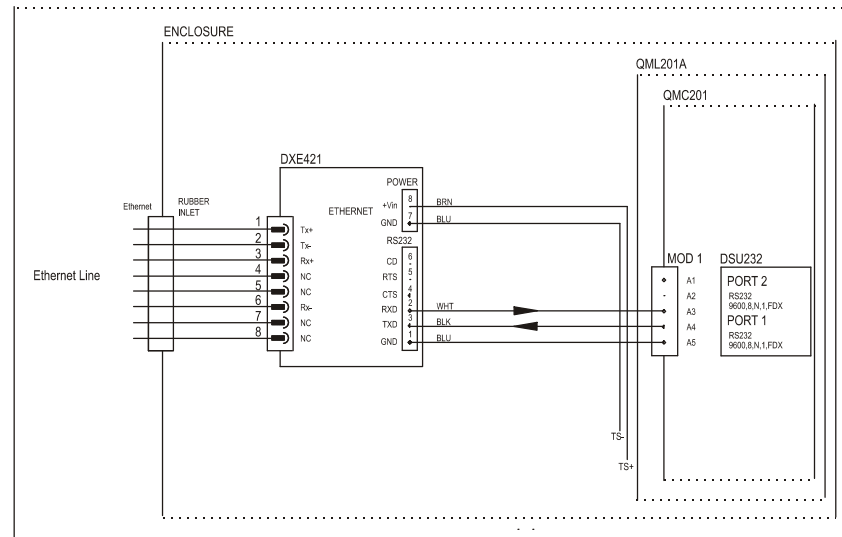 ENCLOSURE
QML201A
QMC201
DXE421
POWER
Ethernet
RUBBER
INLET
ETHERNET
+Vin 8 BRN
GND 7 BLU
RS232
1 Tx+
2 Tx-
3 Rx+
4 NC
5 NC
6 Rx-
7 NC
8 NC
Ethernet Line
CD 6
RTS 5
CTS 4
RXD 2 WHT
TXD 3 BLK
GND 1 BLU
MOD 1 DSU232
A1 PORT 2
A2 RS232
A3 9600,8,N,1,FDX
A4 PORT 1
A5 RS232
9600,8,N,1,FDX
TS-
TS+